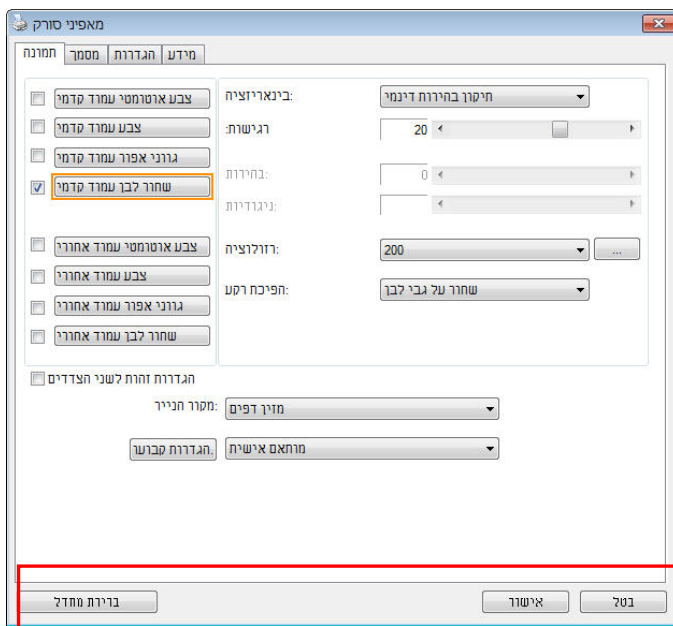 מאפיני סורק
תמונה מסמך הגדרות מידע
צבע אוטומטי עמוד קדמי
צבע עמוד קדמי
גווני אפור עמוד קדמי
שחור לבן עמוד קדמי
צבע אוטומטי עמוד אחורי
צבע עמוד אחורי
גווני אפור עמוד אחורי
שחור לבן עמוד אחורי
בינאריזציה: תיקון בהירות דינמי
רגישות: 20
בהירות: 0
ניגודיות:
רזולוציה: 200 ...
הפיכת רקע: שחור על גבי לבן
הגדרות זהות לשני הצדדים
מקור הנייר: מזין דפים
הגדרות קבועו. מותאם אישית
ברירת מחדל אישור בטל